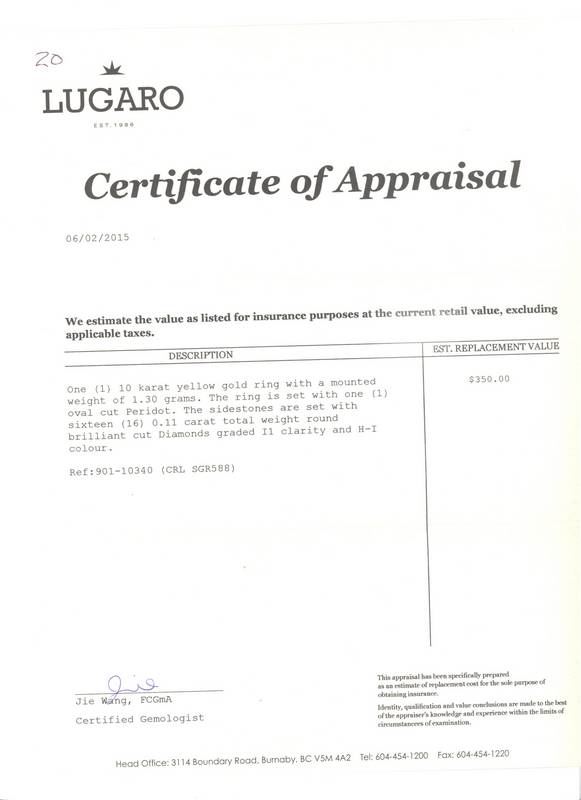 20
LUGARO
EST. 1986
Certificate of Appraisal
06/02/2015
We estimate the value as listed for insurance purposes at the current retail value, excluding
applicable taxes.
DESCRIPTION
EST. REPLACEMENT VALUE
One (1) 10 karat yellow gold ring with a mounted
weight of 1.30 grams. The ring is set with one (1)
oval cut Peridot. The sidestones are set with
sixteen (16) 0.11 carat total weight round
brilliant cut Diamonds graded I1 clarity and H-I
colour.
$350.00
Ref:901-10340 (CRL SGR588)
Jie
Jie Wang, FCGmA
Certified Gemologist
This appraisal has been specifically prepared
as an estimate of replacement cost for the sole purpose of
obtaining insurance.
Identity, qualification and value conclusions are made to the best
of the appraiser's knowledge and experience within the limits of
circumstances of examination.
Head Office: 3114 Boundary Road, Burnaby, BC V5M 4A2 Tel: 604-454-1200 Fax: 604-454-1220